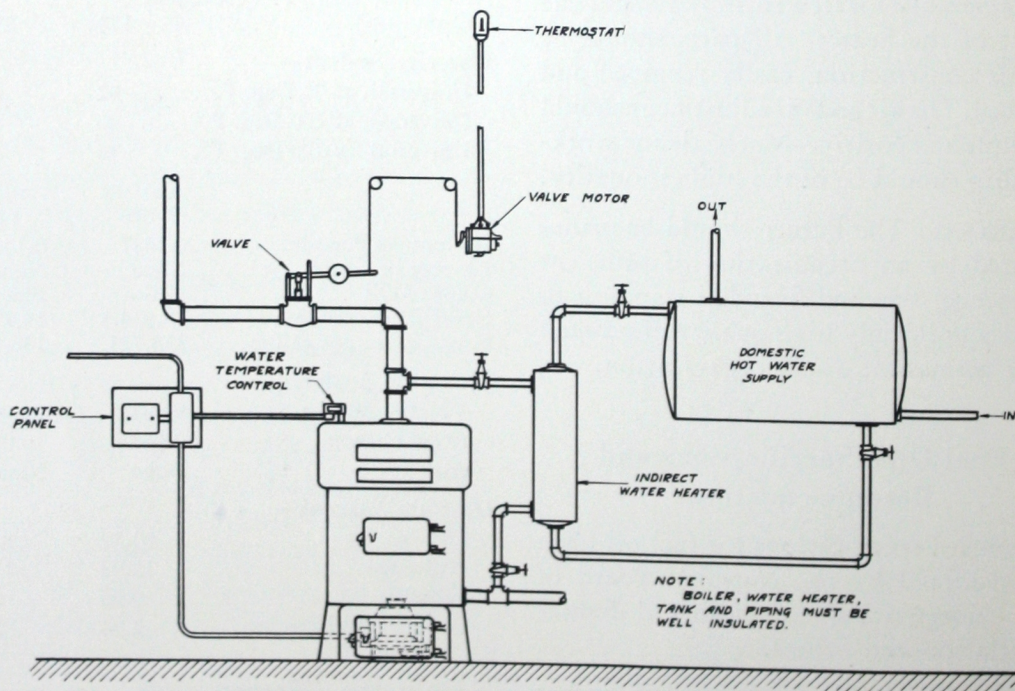 THERMOSTAT
VALVE MOTOR
VALVE
OUT
WATER
TEMPERATURE
CONTROL
DOMESTIC
HOT WATER
SUPPLY
CONTROL
PANEL
IN
INDIRECT
WATER HEATER
NOTE:
BOILER, WATER HEATER,
TANK AND PIPING MUST BE
WELL INSULATED.